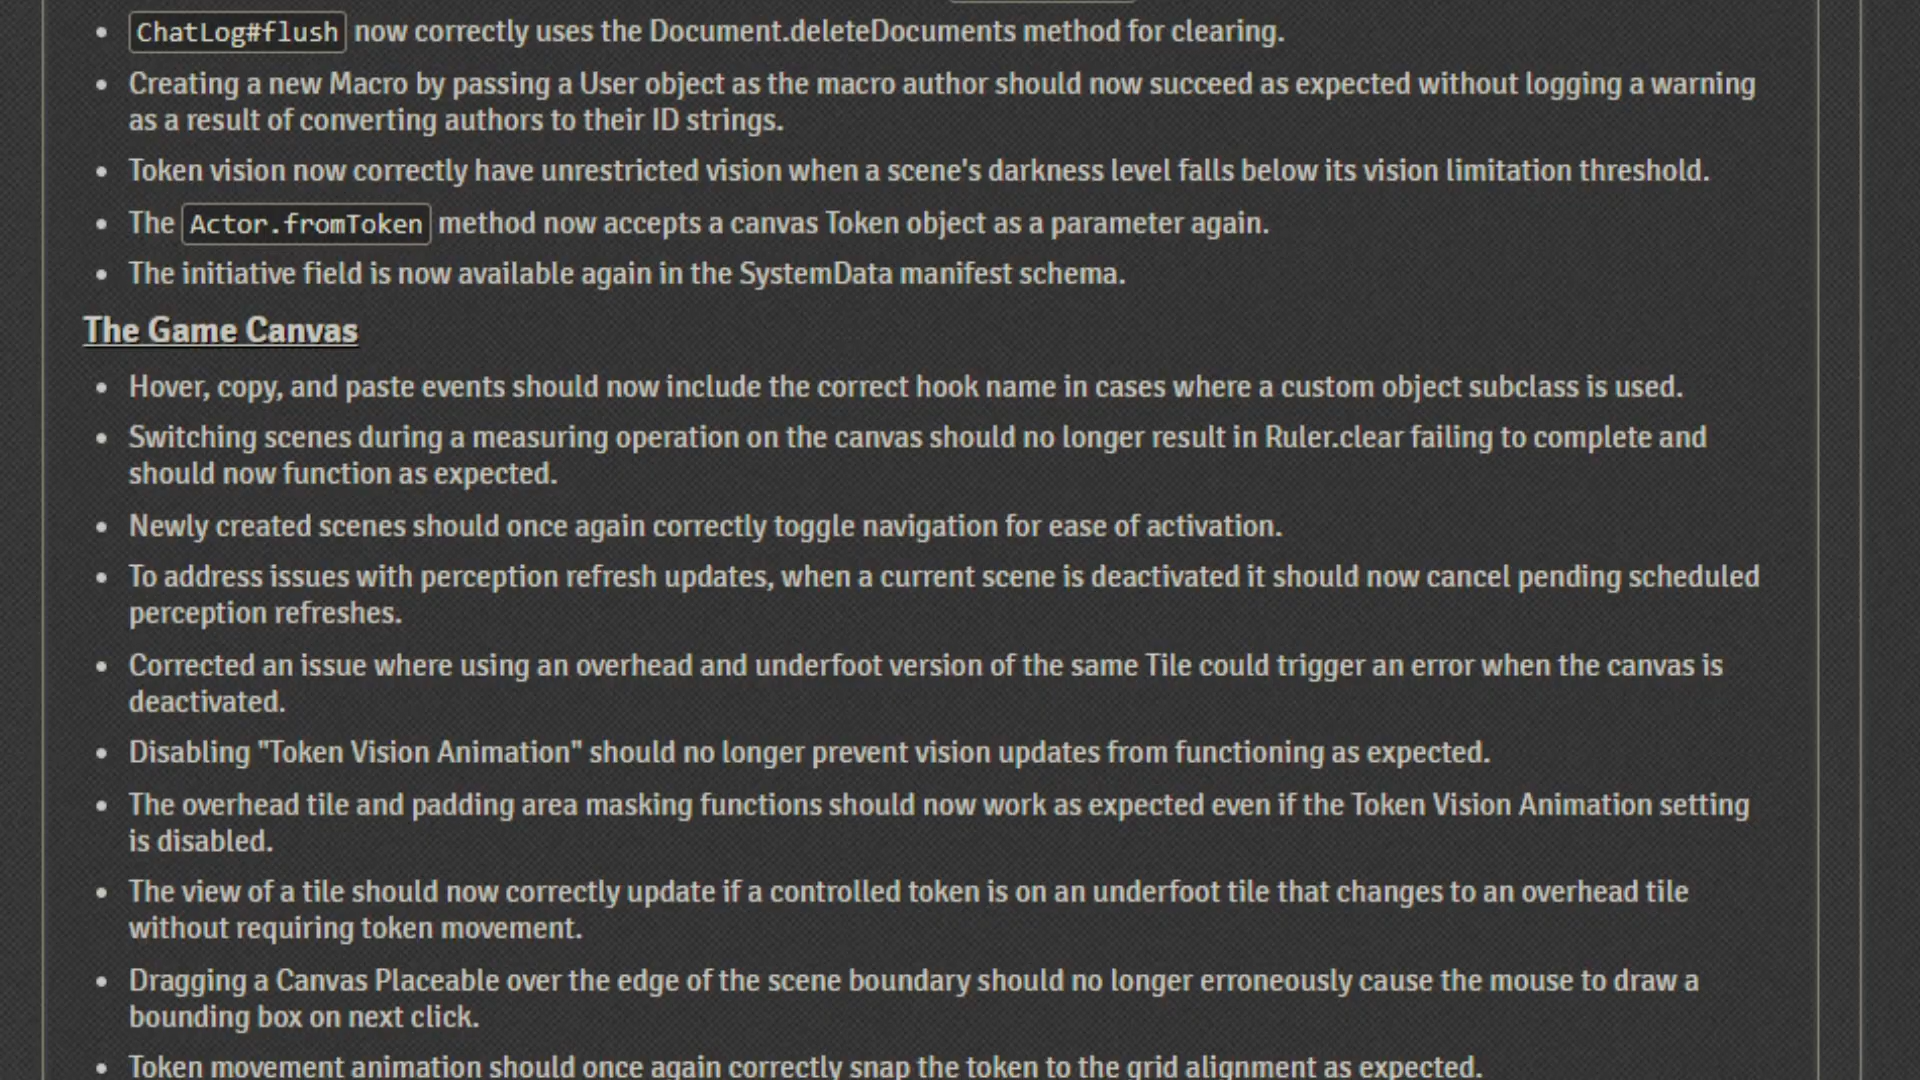 ChatLog#flush now correctly uses the Document.deleteDocuments method for clearing.
Creating a new Macro by passing a User object as the macro author should now succeed as expected without logging a warning
as a result of converting authors to their ID strings.
Token vision now correctly have unrestricted vision when a scene's darkness level falls below its vision limitation threshold.
The Actor.fromToken method now accepts a canvas Token object as a parameter again.
The initiative field is now available again in the SystemData manifest schema.
The Game Canvas
Hover, copy, and paste events should now include the correct hook name in cases where a custom object subclass is used.
Switching scenes during a measuring operation on the canvas should no longer result in Ruler.clear failing to complete and
should now function as expected.
Newly created scenes should once again correctly toggle navigation for ease of activation.
To address issues with perception refresh updates, when a current scene is deactivated it should now cancel pending scheduled
perception refreshes.
Corrected an issue where using an overhead and underfoot version of the same Tile could trigger an error when the canvas is
deactivated.
Disabling "Token Vision Animation" should no longer prevent vision updates from functioning as expected.
The overhead tile and padding area masking functions should now work as expected even if the Token Vision Animation setting
is disabled.
The view of a tile should now correctly update if a controlled token is on an underfoot tile that changes to an overhead tile
without requiring token movement.
Dragging a Canvas Placeable over the edge of the scene boundary should no longer erroneously cause the mouse to draw a
bounding box on next click.
Token movement animation should once again correctly snap the token to the grid alignment as expected.